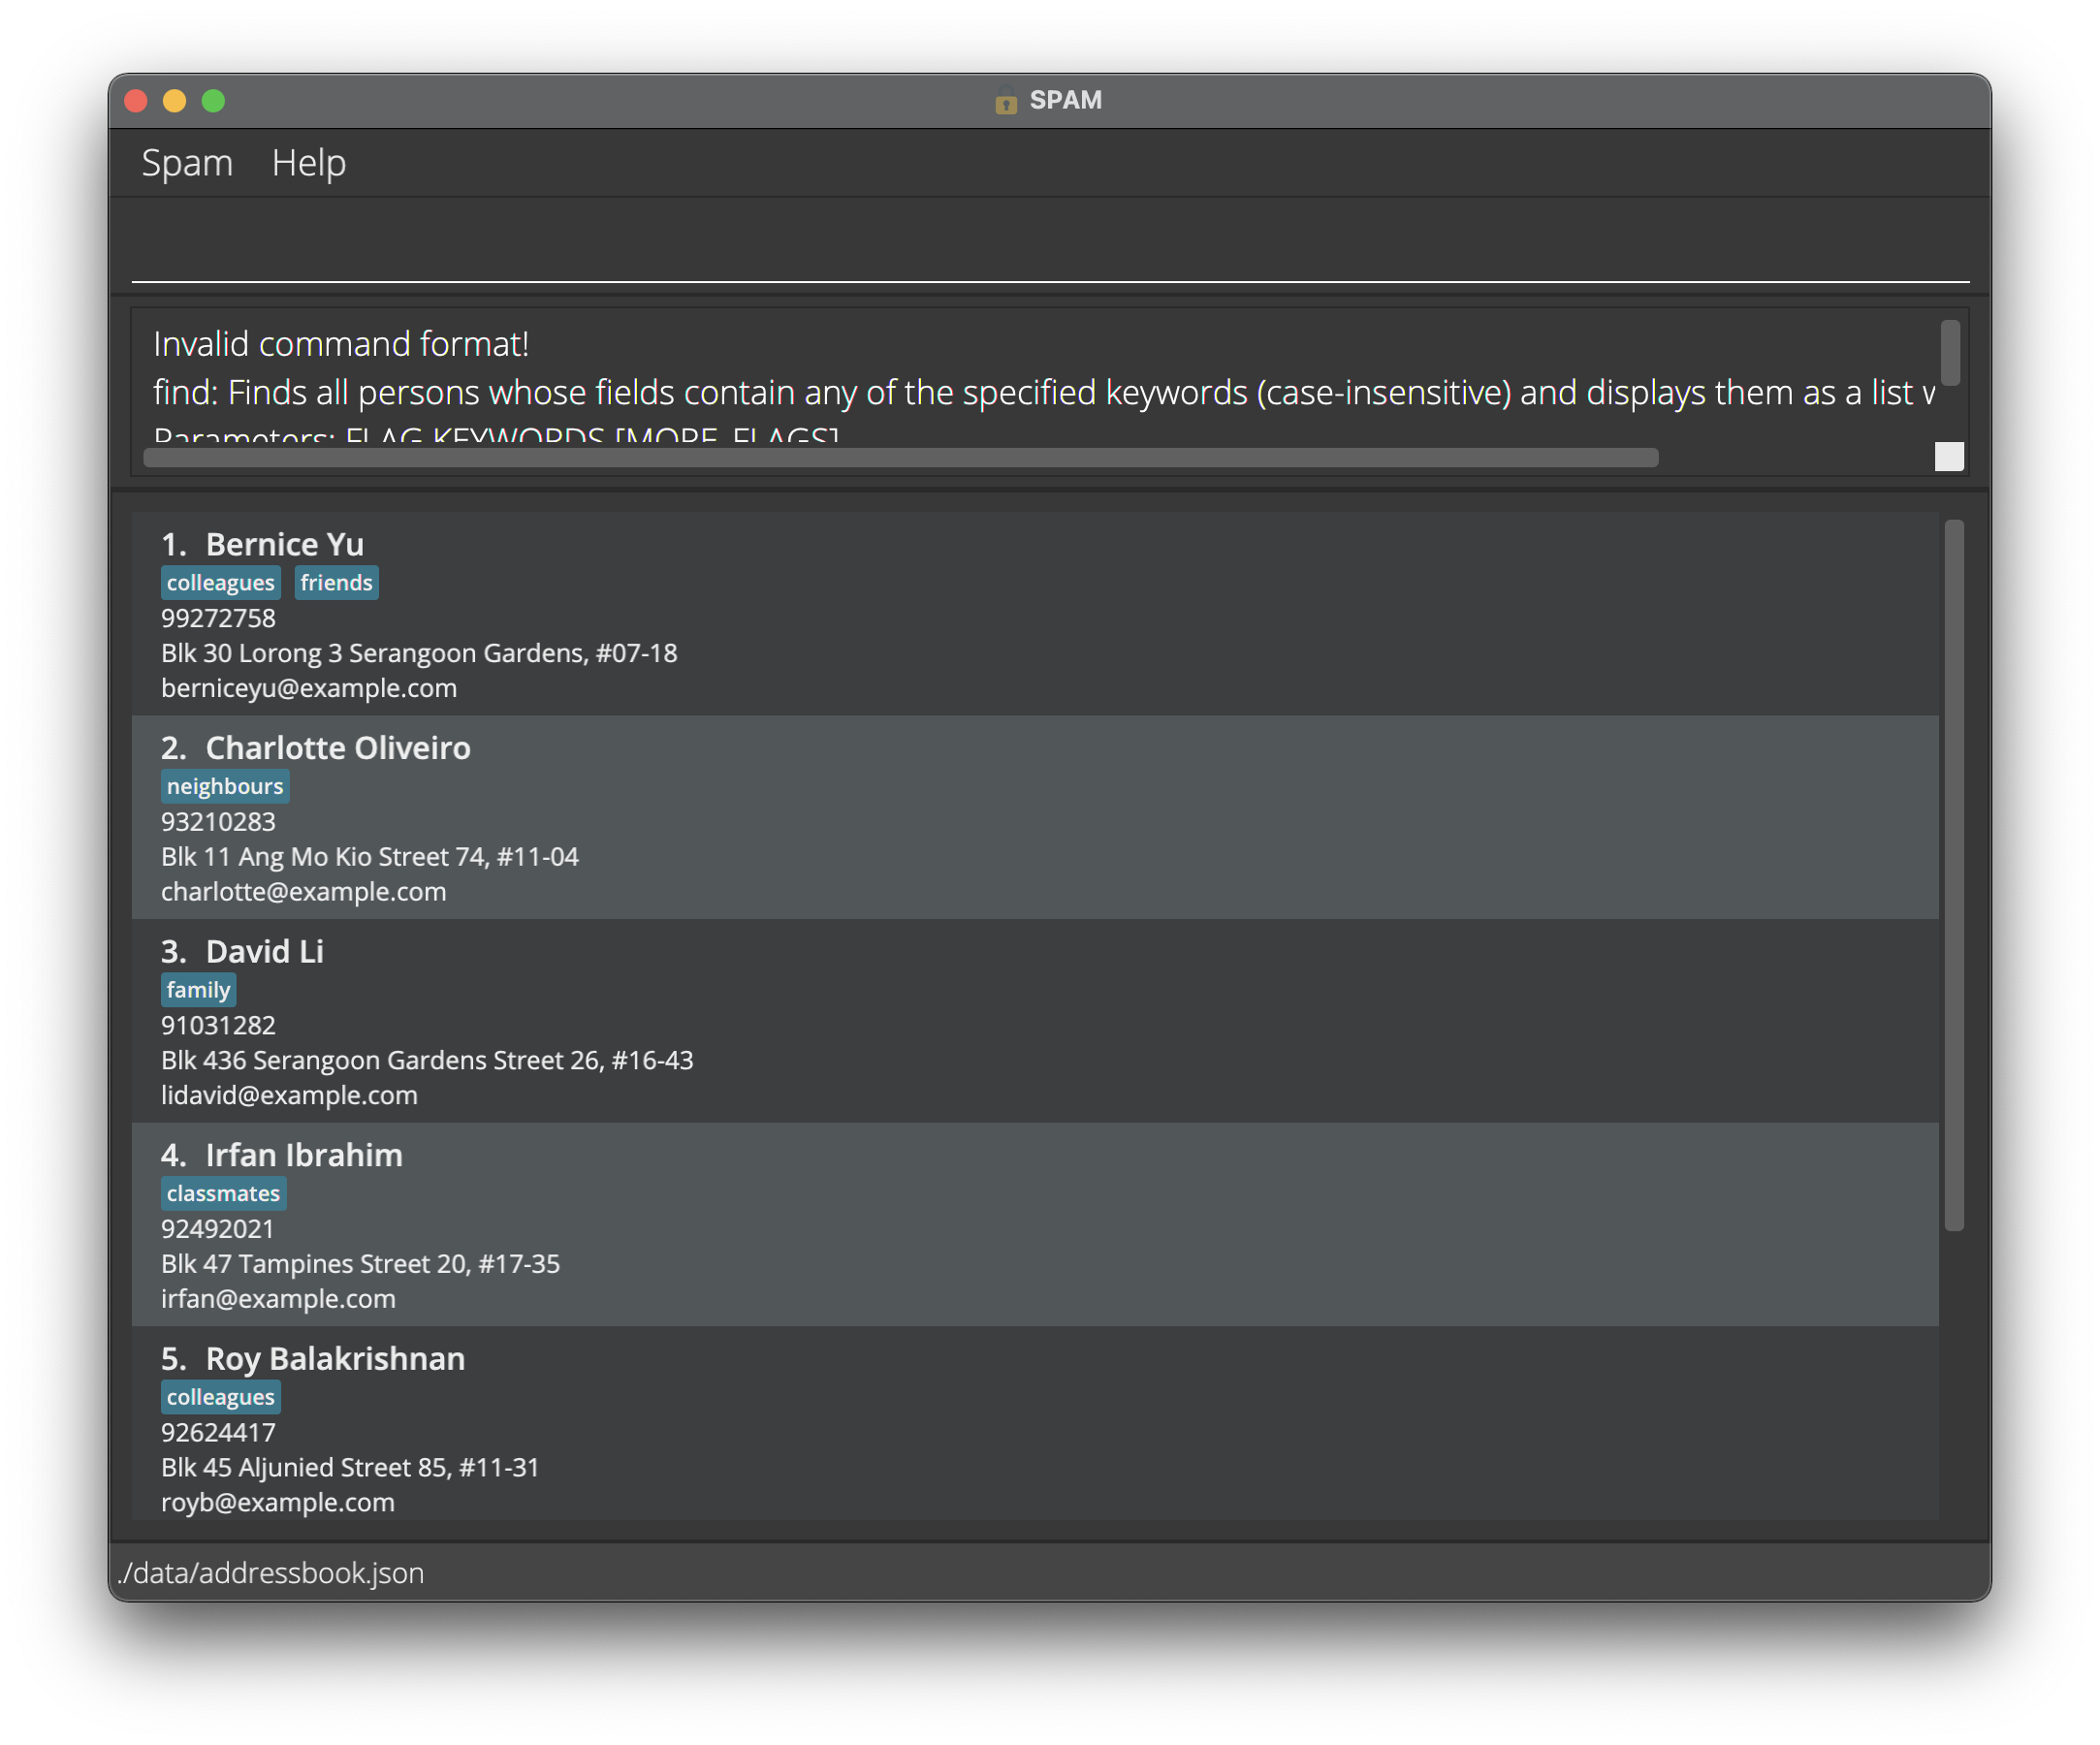 SPAM
Spam Help
Invalid command format!
find: Finds all persons whose fields contain any of the specified keywords (case-insensitive) and displays them as a list w
Parameters: FLAG KEYWORDS [MORE_FLAGS]
1. Bernice Yu
colleagues friends
99272758
Blk 30 Lorong 3 Serangoon Gardens, #07-18
berniceyu@example.com
2. Charlotte Oliveiro
neighbours
93210283
Blk 11 Ang Mo Kio Street 74, #11-04
charlotte@example.com
3. David Li
family
91031282
Blk 436 Serangoon Gardens Street 26, #16-43
lidavid@example.com
4. Irfan Ibrahim
classmates
92492021
Blk 47 Tampines Street 20, #17-35
irfan@example.com
5. Roy Balakrishnan
colleagues
92624417
Blk 45 Aljunied Street 85, #11-31
royb@example.com
./data/addressbook.json